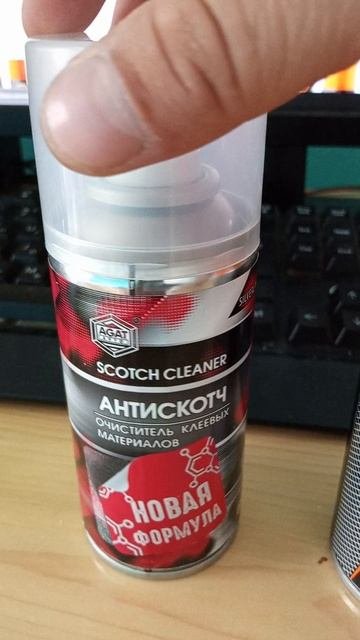 AGAT
SCOTCH CLEANER
АНТИСКОТЧ
ОЧИСТИТЕЛЬ КЛЕЕВЫХ
МАТЕРИАЛОВ
НОВАЯ
ФОРМУЛА